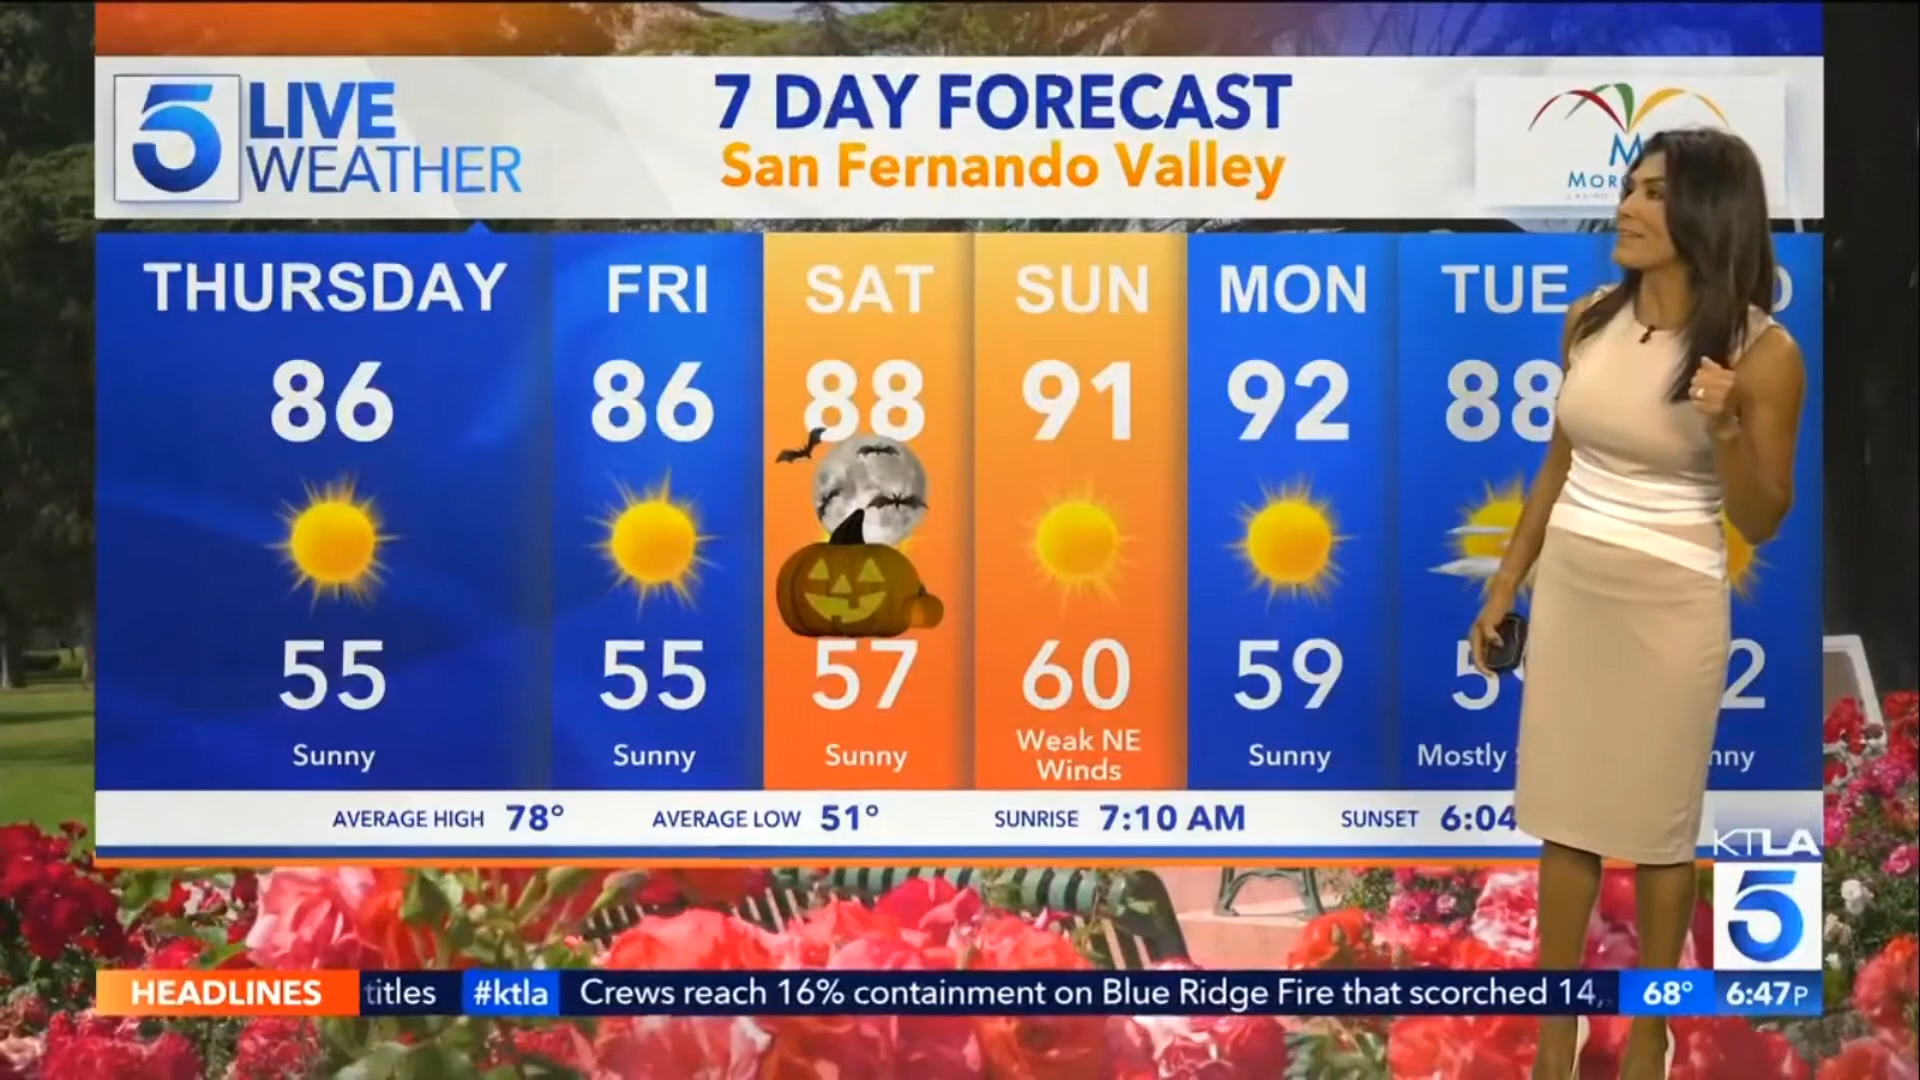 5 LIVE
WEATHER
7 DAY FORECAST
San Fernando Valley
THURSDAY FRI SAT SUN MON TUE
86 86 88 91 92 88
55 55 57 60 59
Sunny Sunny Sunny Weak NE Winds Sunny Mostly
AVERAGE HIGH 78° AVERAGE LOW 51° SUNRISE 7:10 AM SUNSET 6:04
KTLA
5
HEADLINES titles #ktla Crews reach 16% containment on Blue Ridge Fire that scorched 14, 68° 6:47P